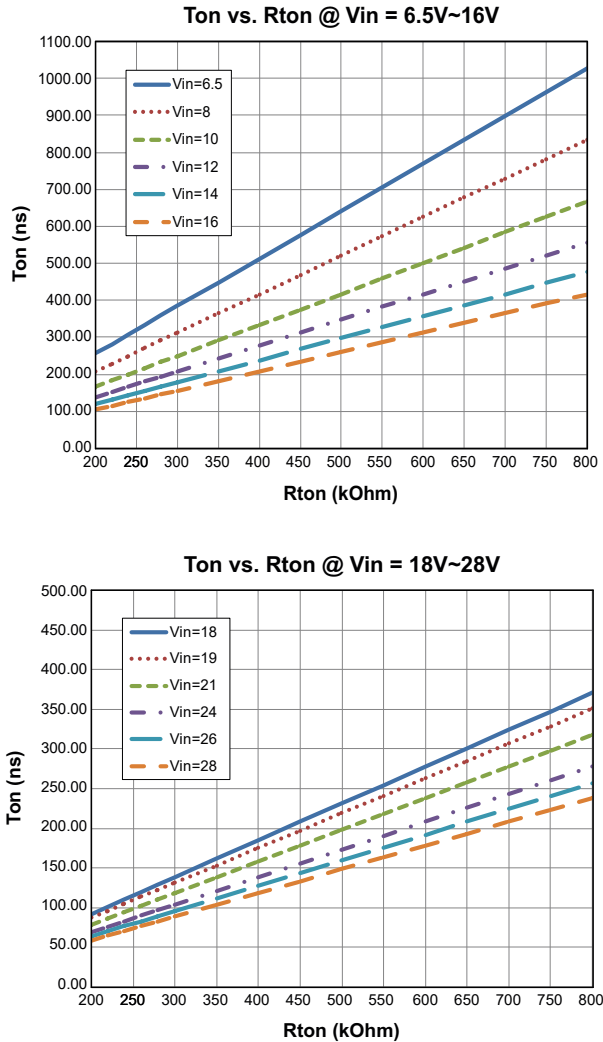 Ton vs. Rton @ Vin = 6.5V~16V
1100.00
1000.00
900.00
800.00
700.00
600.00
500.00
400.00
300.00
200.00
100.00
0.00
Ton (ns)
Vin=6.5
Vin=8
Vin=10
Vin=12
Vin=14
Vin=16
200 250 300 350 400 450 500 550 600 650 700 750 800
Rton (kOhm)
Ton vs. Rton @ Vin = 18V~28V
500.00
450.00
400.00
350.00
300.00
250.00
200.00
150.00
100.00
50.00
0.00
Ton (ns)
Vin=18
Vin=19
Vin=21
Vin=24
Vin=26
Vin=28
200 250 300 350 400 450 500 550 600 650 700 750 800
Rton (kOhm)